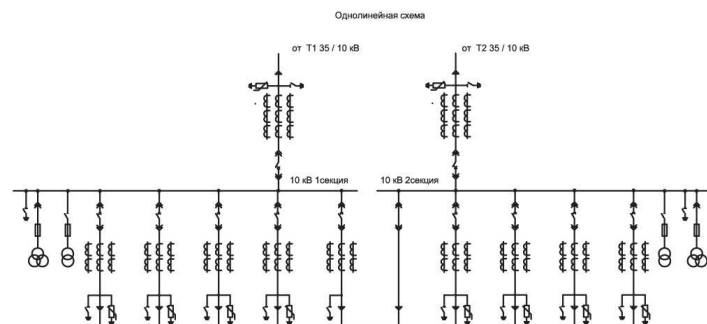 Однолинейная схема
от Т1 35 / 10 кВ
от Т2 35 / 10 кВ
10 кВ 1секция
10 кВ 2секция